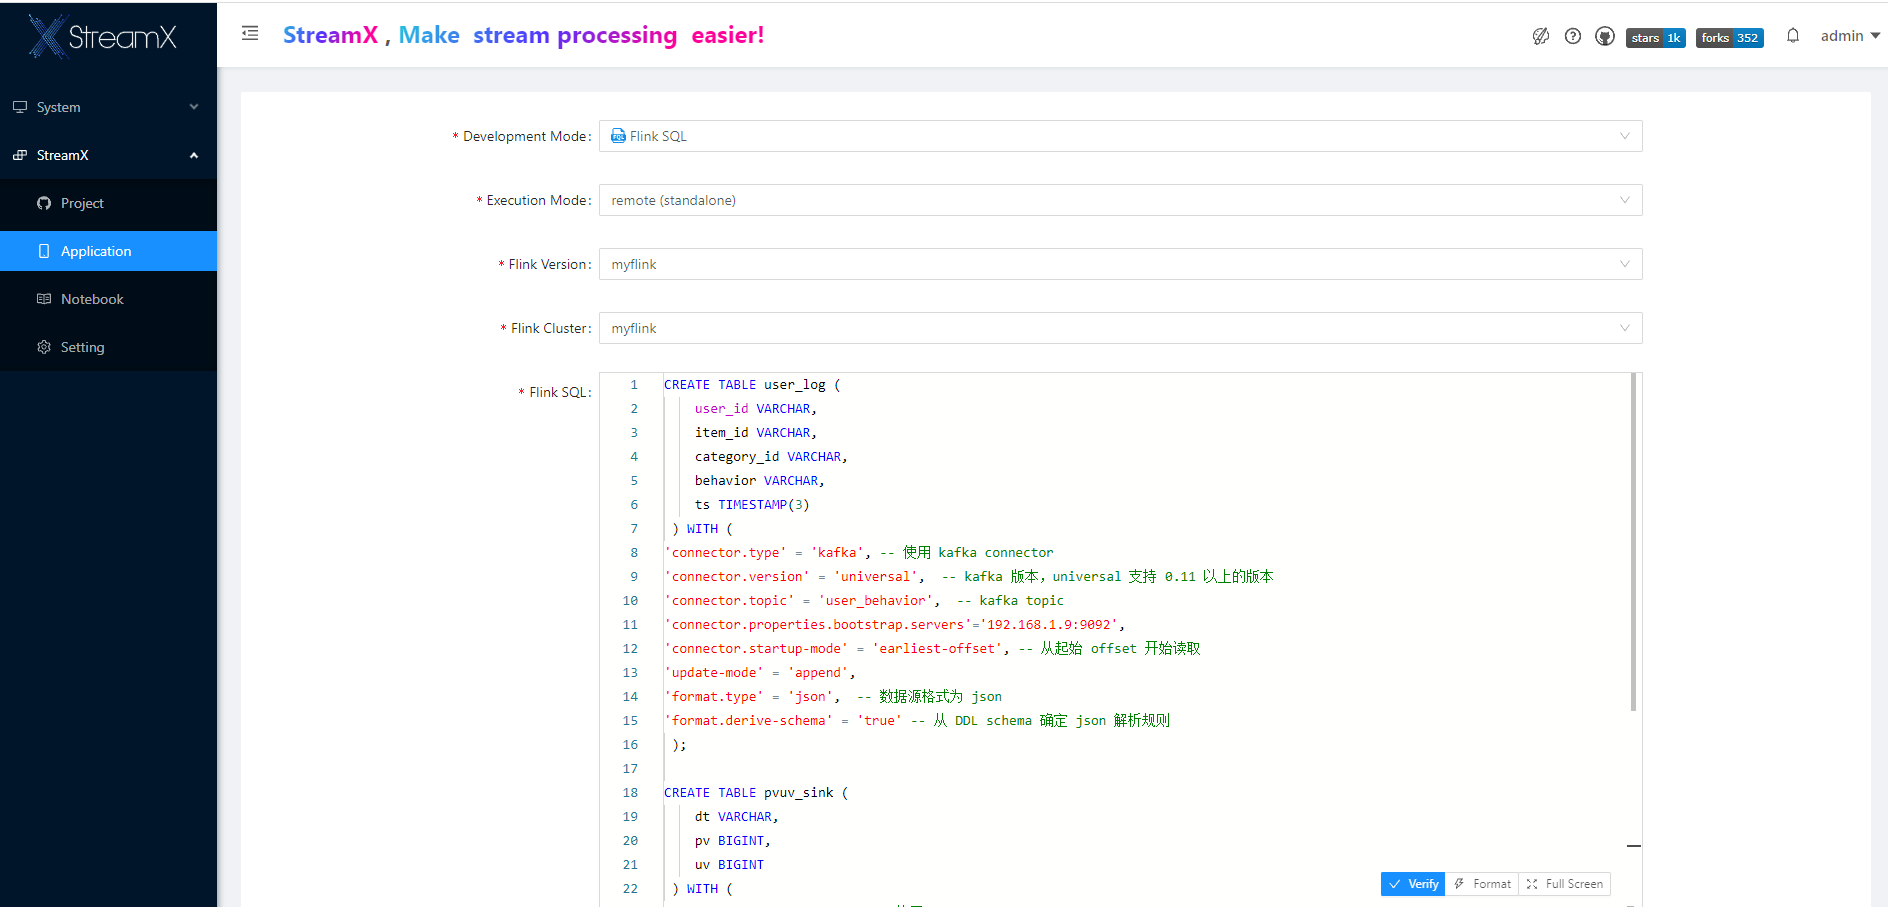 StreamX
StreamX , Make stream processing easier!
stars 1k
forks 352
admin
System
StreamX
Project
Application
Notebook
Setting
* Development Mode:
Flink SQL
* Execution Mode:
remote (standalone)
* Flink Version:
myflink
* Flink Cluster:
myflink
* Flink SQL:
1 CREATE TABLE user_log (
2 user_id VARCHAR,
3 item_id VARCHAR,
4 category_id VARCHAR,
5 behavior VARCHAR,
6 ts TIMESTAMP(3)
7 ) WITH (
8 'connector.type' = 'kafka', -- 使用 kafka connector
9 'connector.version' = 'universal', -- kafka 版本，universal 支持 0.11 以上的版本
10 'connector.topic' = 'user_behavior', -- kafka topic
11 'connector.properties.bootstrap.servers'='192.168.1.9:9092',
12 'connector.startup-mode' = 'earliest-offset', -- 从起始 offset 开始读取
13 'update-mode' = 'append',
14 'format.type' = 'json', -- 数据源格式为 json
15 'format.derive-schema' = 'true' -- 从 DDL schema 确定 json 解析规则
16 );
17
18 CREATE TABLE pvuv_sink (
19 dt VARCHAR,
20 pv BIGINT,
21 uv BIGINT
22 ) WITH (
Verify
Format
Full Screen